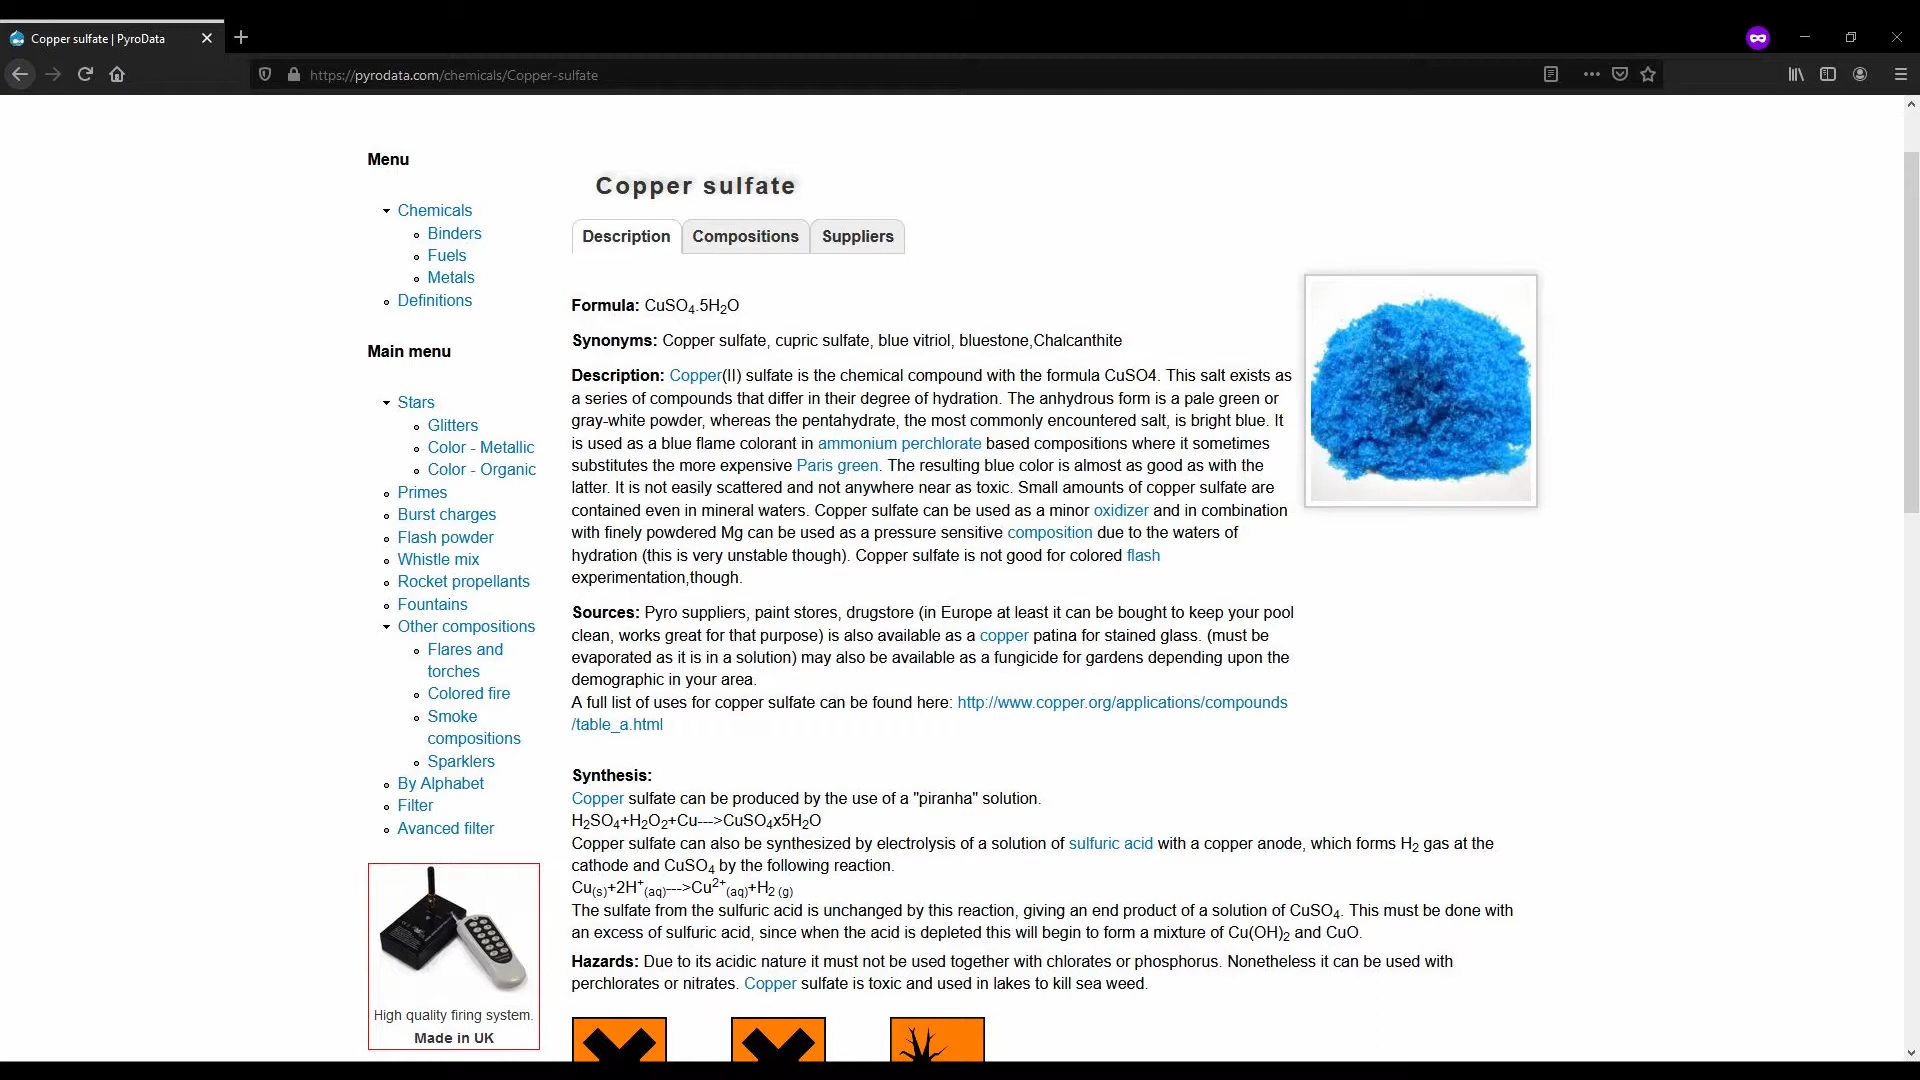 Copper sulfate | PyroData
https://pyrodata.com/chemicals/Copper-sulfate
Menu
Chemicals
Binders
Fuels
Metals
Definitions
Main menu
Stars
Glitters
Color - Metallic
Color - Organic
Primes
Burst charges
Flash powder
Whistle mix
Rocket propellants
Fountains
Other compositions
Flares and
torches
Colored fire
Smoke
compositions
Sparklers
By Alphabet
Filter
Avanced filter
High quality firing system.
Made in UK
Copper sulfate
Description Compositions Suppliers
Formula: CuSO4.5H2O
Synonyms: Copper sulfate, cupric sulfate, blue vitriol, bluestone,Chalcanthite
Description: Copper(II) sulfate is the chemical compound with the formula CuSO4. This salt exists as
a series of compounds that differ in their degree of hydration. The anhydrous form is a pale green or
gray-white powder, whereas the pentahydrate, the most commonly encountered salt, is bright blue. It
is used as a blue flame colorant in ammonium perchlorate based compositions where it sometimes
substitutes the more expensive Paris green. The resulting blue color is almost as good as with the
latter. It is not easily scattered and not anywhere near as toxic. Small amounts of copper sulfate are
contained even in mineral waters. Copper sulfate can be used as a minor oxidizer and in combination
with finely powdered Mg can be used as a pressure sensitive composition due to the waters of
hydration (this is very unstable though). Copper sulfate is not good for colored flash
experimentation,though.
Sources: Pyro suppliers, paint stores, drugstore (in Europe at least it can be bought to keep your pool
clean, works great for that purpose) is also available as a copper patina for stained glass. (must be
evaporated as it is in a solution) may also be available as a fungicide for gardens depending upon the
demographic in your area.
A full list of uses for copper sulfate can be found here: http://www.copper.org/applications/compounds
/table_a.html
Synthesis:
Copper sulfate can be produced by the use of a "piranha" solution.
H2SO4+H2O2+Cu--->CuSO4x5H2O
Copper sulfate can also be synthesized by electrolysis of a solution of sulfuric acid with a copper anode, which forms H2 gas at the
cathode and CuSO4 by the following reaction.
Cu(s)+2H+(aq)--->Cu2+(aq)+H2 (g)
The sulfate from the sulfuric acid is unchanged by this reaction, giving an end product of a solution of CuSO4. This must be done with
an excess of sulfuric acid, since when the acid is depleted this will begin to form a mixture of Cu(OH)2 and CuO.
Hazards: Due to its acidic nature it must not be used together with chlorates or phosphorus. Nonetheless it can be used with
perchlorates or nitrates. Copper sulfate is toxic and used in lakes to kill sea weed.